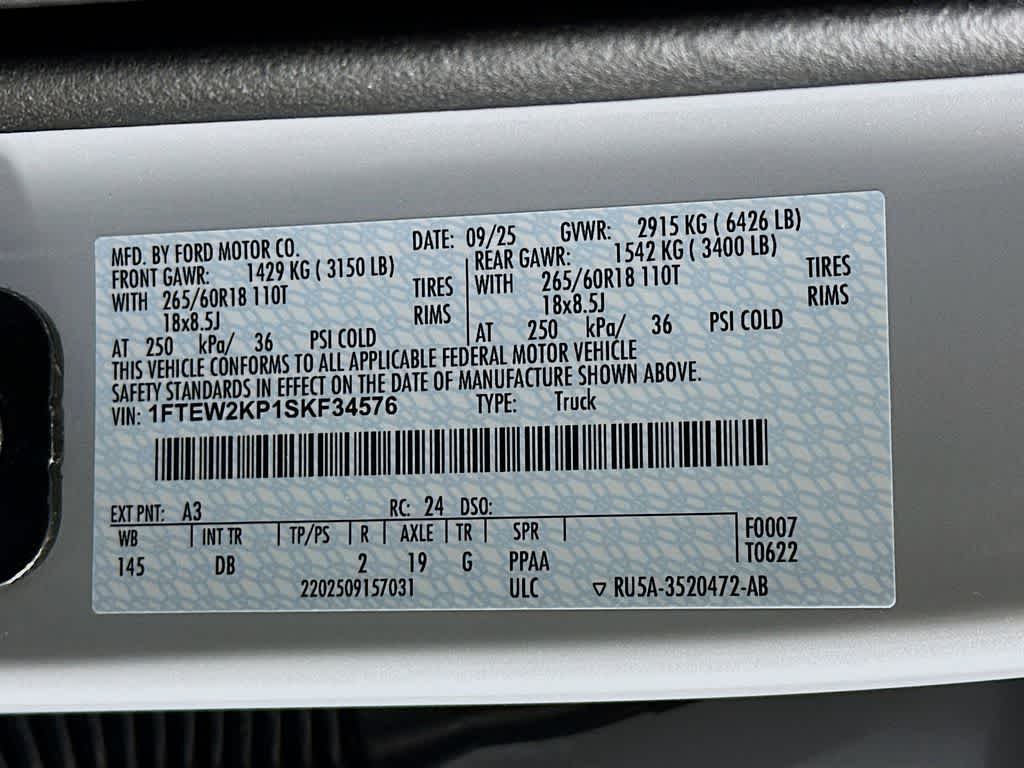 MFD. BY FORD MOTOR CO. DATE: 09/25 GVWR: 2915 KG ( 6426 LB)
FRONT GAWR: 1429 KG ( 3150 LB) REAR GAWR: 1542 KG ( 3400 LB)
WITH 265/60R18 110T TIRES WITH 265/60R18 110T TIRES
18x8.5J RIMS 18x8.5J RIMS
AT 250 kPa/ 36 PSI COLD AT 250 kPa/ 36 PSI COLD
THIS VEHICLE CONFORMS TO ALL APPLICABLE FEDERAL MOTOR VEHICLE
SAFETY STANDARDS IN EFFECT ON THE DATE OF MANUFACTURE SHOWN ABOVE.
VIN: 1FTEW2KP1SKF34576 TYPE: Truck
EXT PNT: A3 RC: 24 DSO:
WB INT TR TP/PS R AXLE TR SPR F0007
145 DB 2 19 G PPAA T0622
2202509157031 ULC ▽ RU5A-3520472-AB